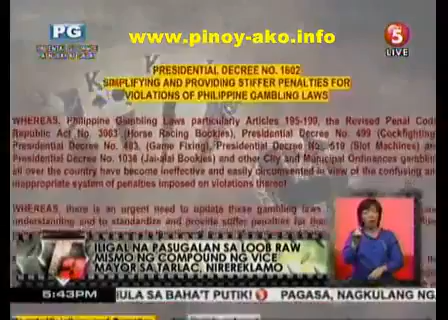 www.pinoy-ako.info
PG
5
LIVE
PRESIDENTIAL DECREE NO. 1602
SIMPLIFYING AND PROVIDING STIFFER PENALTIES FOR
VIOLATIONS OF PHILIPPINE GAMBLING LAWS
WHEREAS, Philippine Gambling Laws particularly Articles 195-199, the Revised Penal Code
Republic Act No. 3063 (Horse Racing Bookies), Presidential Decree No. 499 (Cockfighting
Presidential Decree No. 483, (Game Fixing), Presidential Decree No. 519 (Slot Machines) an
Presidential Decree No. 1036 (Jai-alai Bookies) and other City and Municipal Ordinances gambling
all over the country have become ineffective and easily circumvented in view of the confusing an
inappropriate system of penalties imposed on violations thereof
WHEREAS, there is an urgent need to update these gambling laws
understanding and to standardize and provide stiffer penalties for the
ILIGAL NA PASUGALAN SA LOOB RAW
MISMO NG COMPOUND NG VICE
MAYOR SA TARLAC, NIREREKLAMO
5:43PM
ULA SA BAHA'T PUTIK! 5 PAGASA, NAGKULANG NG